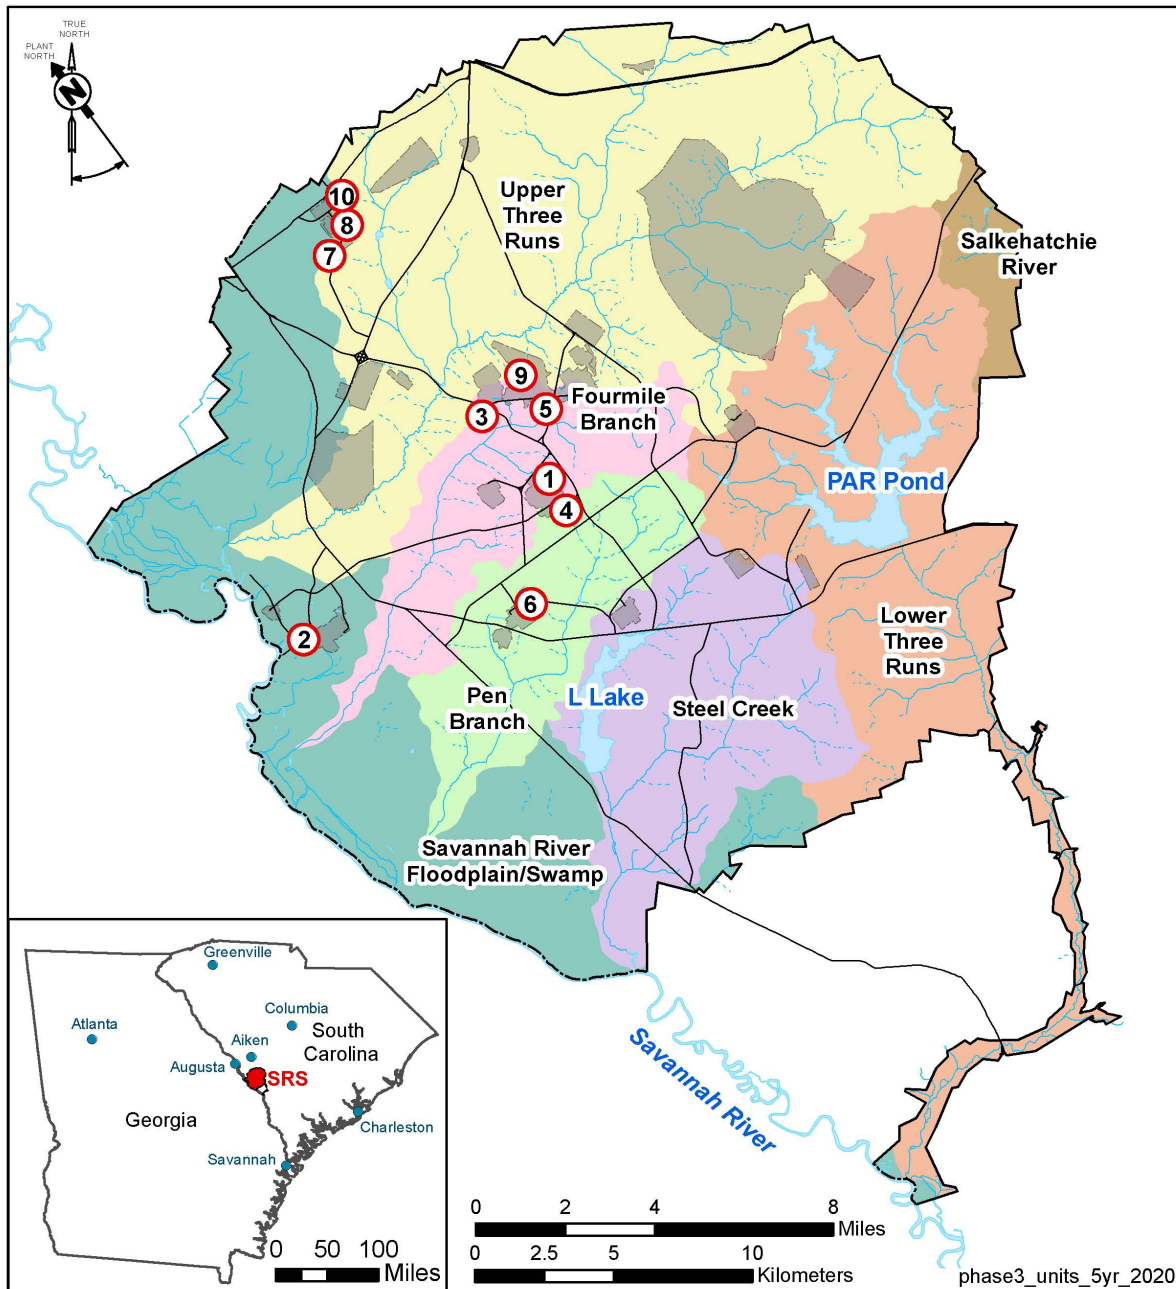 TRUE
NORTH
PLANT
NORTH
N
10
8
7
Upper
Three
Runs
Salkehatchie
River
9
3
5
Fourmile
Branch
1
4
PAR Pond
6
2
Lower
Three
Runs
Pen
Branch
L Lake
Steel Creek
Savannah River
Floodplain/Swamp
Greenville
Columbia
Atlanta
South
Carolina
Aiken
Augusta
SRS
Georgia
Charleston
Savannah
0 50 100
Miles
Savannah River
0 2 4 8
Miles
0 2.5 5 10
Kilometers
phase3_units_5yr_2020